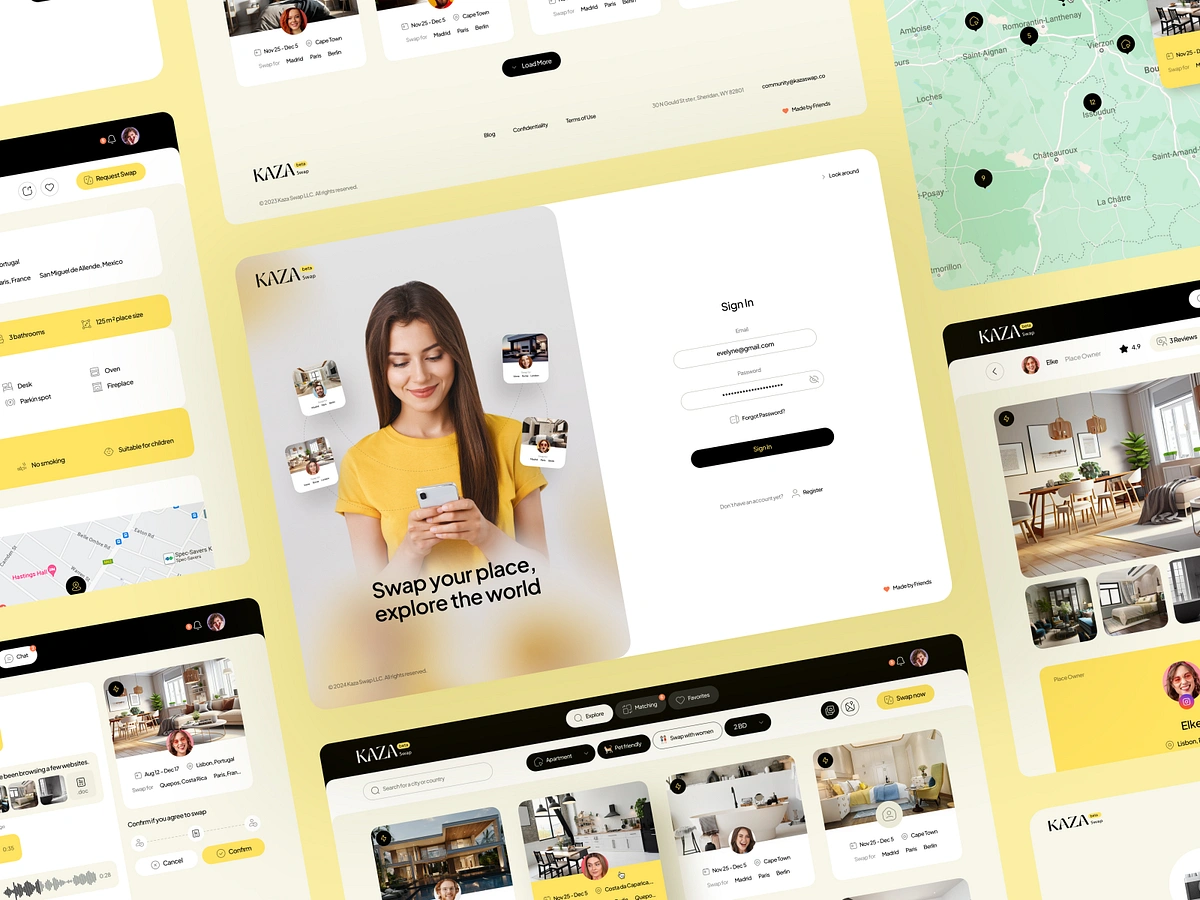 Nov 25 - Dec 5
Cape Town
Swap for
Madrid
Paris
Berlin
Nov 25 - Dec 5
Cape Town
Swap for
Madrid
Paris
Berlin
Madrid
Paris
Berlin
Load More
Blog
Confidentiality
Terms of Use
30 N Gould St ster, Sheridan, WY 82801
community@kazaswap.co
Made by Friends
KAZA
beta
Swap
© 2023 Kaza Swap LLC. All rights reserved.
Amboise
Romorantin-Lanthenay
Saint-Aignan
5
Vierzon
Loches
12
Issoudun
Châteauroux
9
Saint-Amand-
-Posay
La Châtre
tmorillon
Nov 25 - De
Swap for
Request Swap
ortugal
aris, France
San Miguel de Allende, Mexico
3 bathrooms
125 m² place size
Desk
Oven
Parkin spot
Fireplace
No smoking
Suitable for children
Camden St
Belle Ombre Rd
Eaton Rd
Hastings Hall
Spec-Savers K
Spec-Savers
KAZA
beta
Swap
Swap your place,
explore the world
© 2024 Kaza Swap LLC. All rights reserved.
Look around
Sign In
Email
evelyne@gmail.com
Password
Forgot Password?
Sign In
Don't have an account yet?
Register
Made by Friends
KAZA
beta
Swap
Elke
Place Owner
4.9
3 Reviews
Place Owner
Elke
Lisbon,
Chat
e been browsing a few websites.
.doc
0:35
0:28
Aug 12 - Dec 17
Lisbon, Portugal
Swap for
Quepos, Costa Rica
Paris, Fran...
Confirm if you agree to swap
Cancel
Confirm
KAZA
beta
Swap
Explore
Matching
Favorites
Search for a city or country
Apartment
Pet friendly
Swap with women
2 BD
Swap now
Nov 25 - Dec 5
Costa da Caparica...
Quepo...
Nov 25 - Dec 5
Cape Town
Swap for
Madrid
Paris
Berlin
Nov 25 - Dec 5
Cape Town
Swap for
Madrid
Paris
Berlin
KAZA
beta
Swap